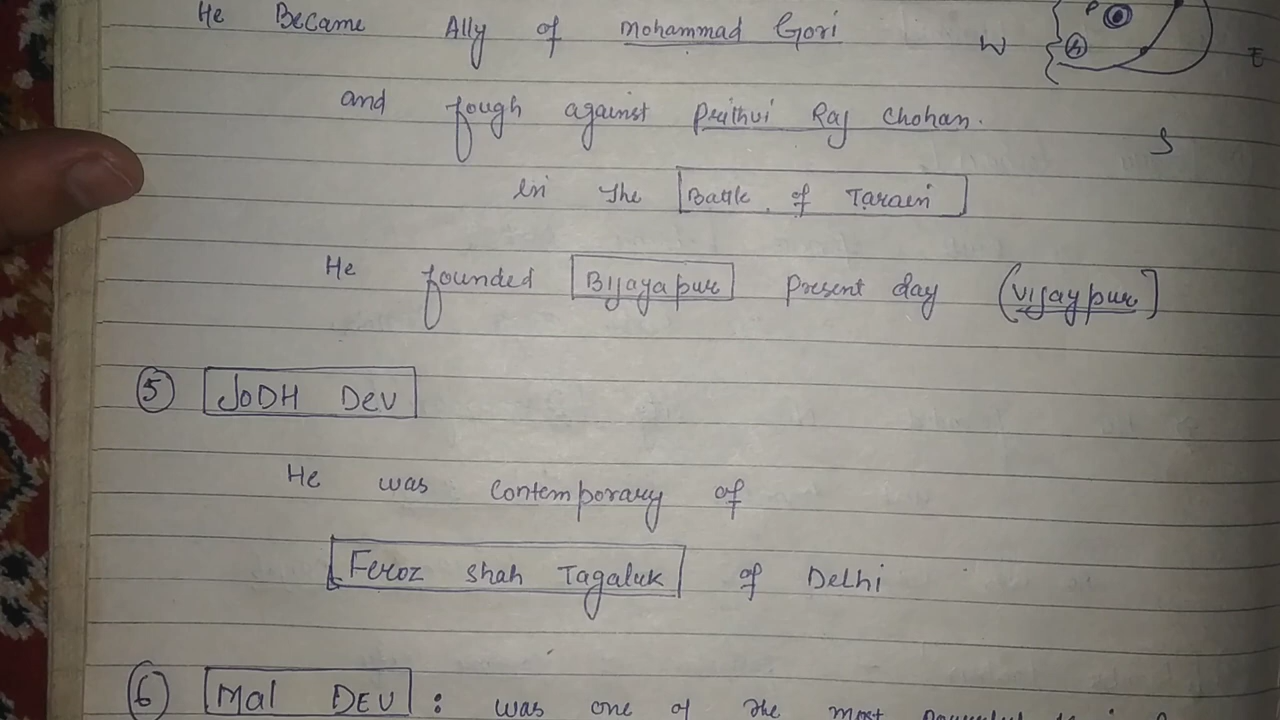 He Became Ally of Mohammad Gori
W
E
and fough against Prithvi Raj Chohan.
S
in The Battle of Tarain
He founded Bijayapur Present day (Vijaypur]
5 JODH DEV
He was Contemporary of
Feroz shah Tagaluk of Delhi
6 Mal DEV : was one of the most